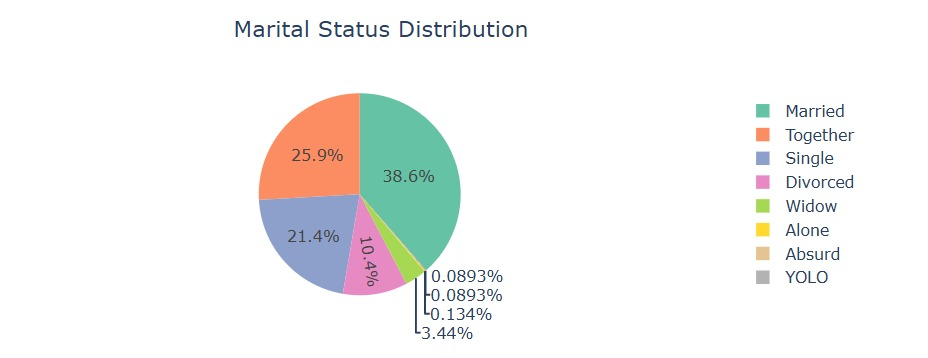 Marital Status Distribution
Married
Together
Single
Divorced
Widow
Alone
Absurd
YOLO
25.9%
38.6%
21.4%
10.4%
0.0893%
0.0893%
0.134%
3.44%